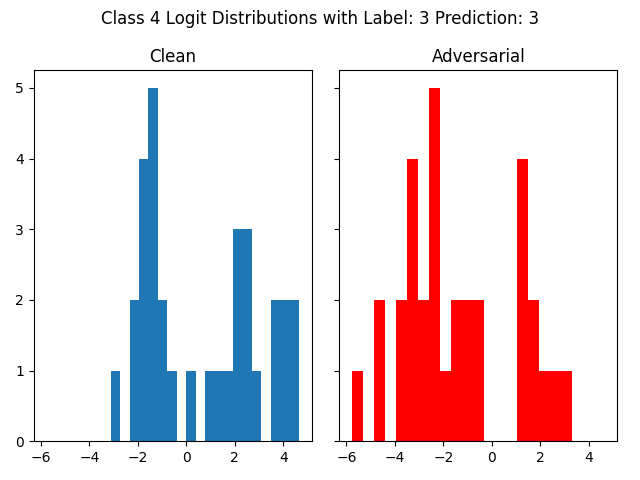 Class 4 Logit Distributions with Label: 3 Prediction: 3
Clean
Adversarial
5
4
3
2
1
0
−6 −4 −2 0 2 4
−6 −4 −2 0 2 4